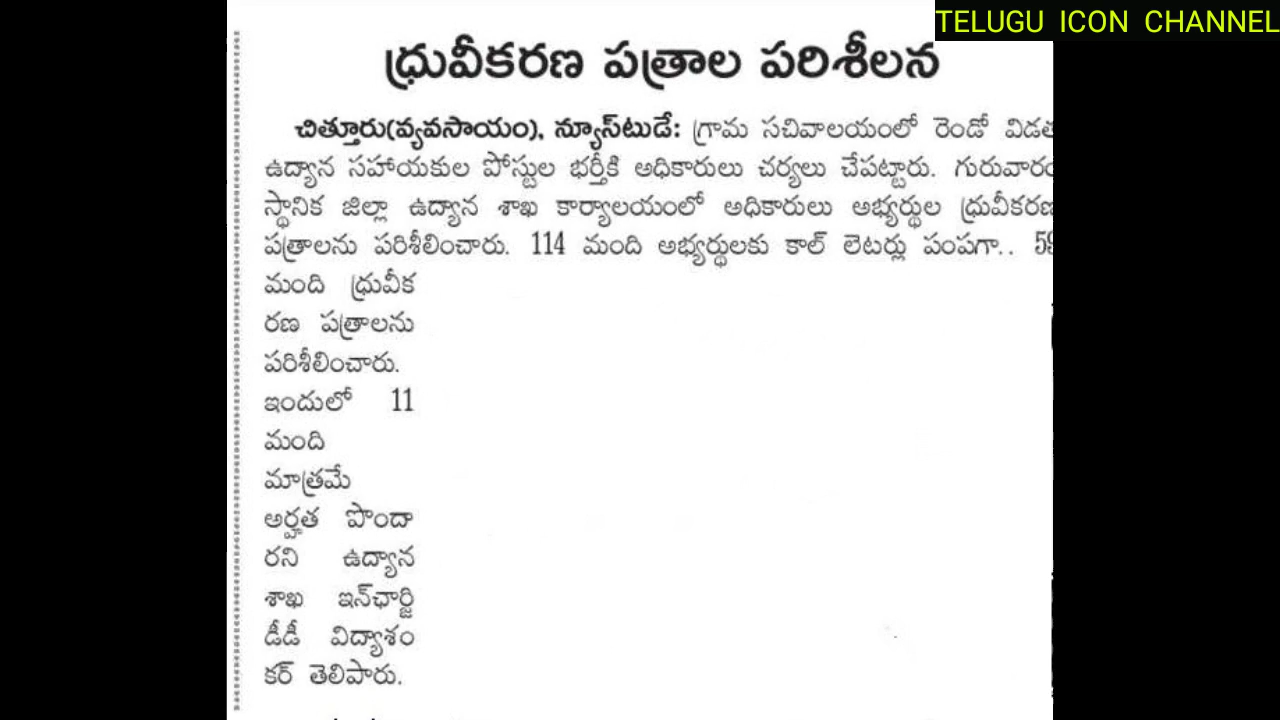 TELUGU ICON CHANNEL
ధ్రువీకరణ పత్రాల పరిశీలన
చిత్తూరు(వ్యవసాయం), న్యూస్‌టుడే: గ్రామ సచివాలయంలో రెండో విడత
ఉద్యాన సహాయకుల పోస్టుల భర్తీకి అధికారులు చర్యలు చేపట్టారు. గురువారం
స్థానిక జిల్లా ఉద్యాన శాఖ కార్యాలయంలో అధికారులు అభ్యర్థుల ధ్రువీకరణ
పత్రాలను పరిశీలించారు. 114 మంది అభ్యర్థులకు కాల్ లెటర్లు పంపగా.. 59
మంది ధ్రువీక
రణ పత్రాలను
పరిశీలించారు.
ఇందులో 11
మంది
మాత్రమే
అర్హత పొందా
రని ఉద్యాన
శాఖ ఇన్‌ఛార్జి
డీడీ విద్యాశం
కర్ తెలిపారు.